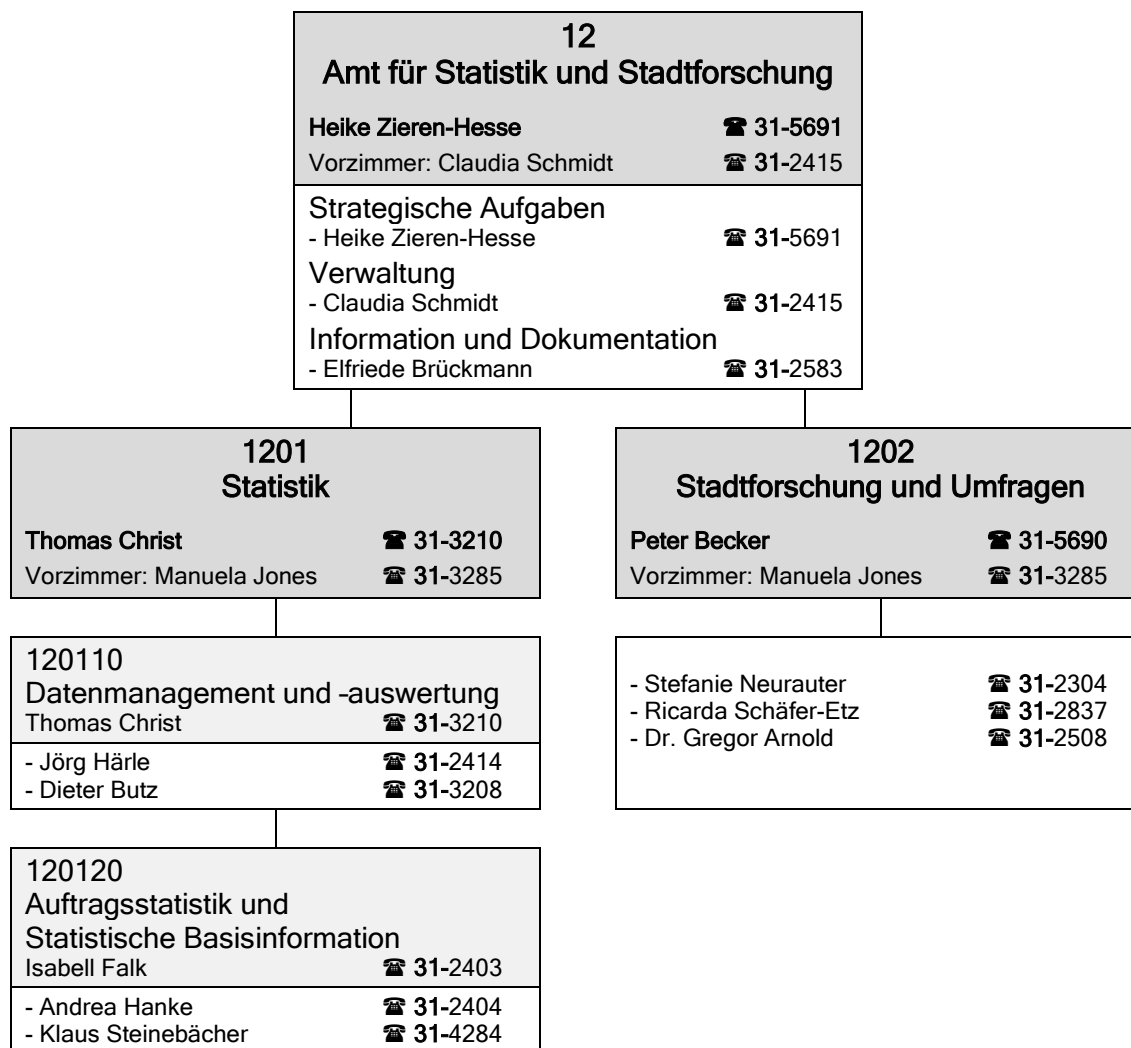 12
Amt für Statistik und Stadtforschung
Heike Zieren-Hesse ☎ 31-5691
Vorzimmer: Claudia Schmidt ☎ 31-2415
Strategische Aufgaben
- Heike Zieren-Hesse ☎ 31-5691
Verwaltung
- Claudia Schmidt ☎ 31-2415
Information und Dokumentation
- Elfriede Brückmann ☎ 31-2583
1201
Statistik
Thomas Christ ☎ 31-3210
Vorzimmer: Manuela Jones ☎ 31-3285
120110
Datenmanagement und –auswertung
Thomas Christ ☎ 31-3210
- Jörg Härle ☎ 31-2414
- Dieter Butz ☎ 31-3208
120120
Auftragsstatistik und
Statistische Basisinformation
Isabell Falk ☎ 31-2403
- Andrea Hanke ☎ 31-2404
- Klaus Steinebächer ☎ 31-4284
1202
Stadtforschung und Umfragen
Peter Becker ☎ 31-5690
Vorzimmer: Manuela Jones ☎ 31-3285
- Stefanie Neurauter ☎ 31-2304
- Ricarda Schäfer-Etz ☎ 31-2837
- Dr. Gregor Arnold ☎ 31-2508